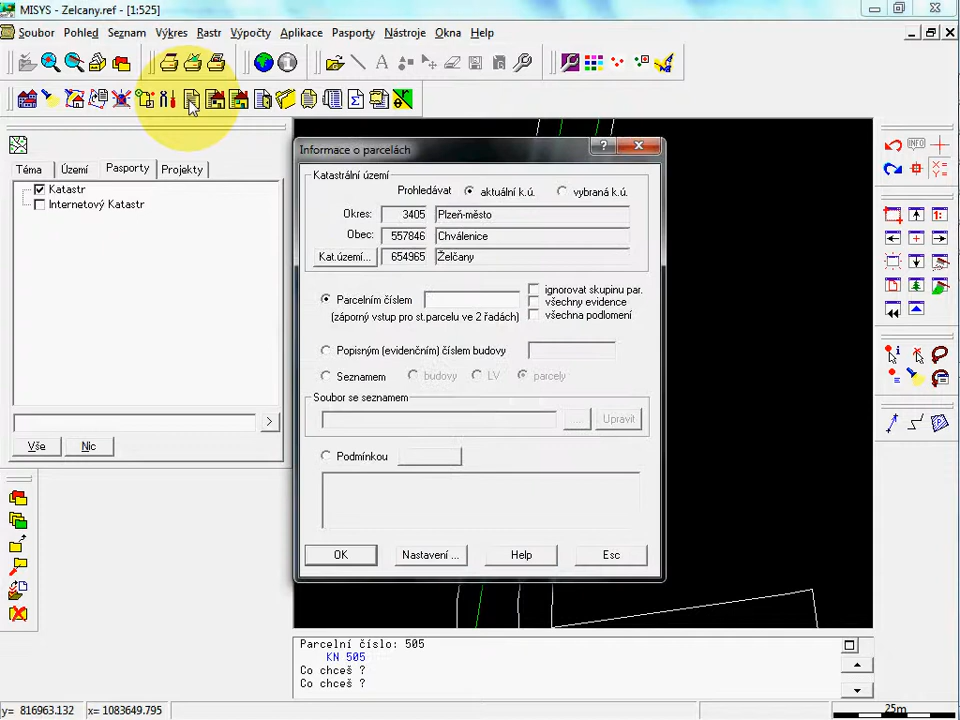 MISYS - Zelcany.ref - [1:525]
Soubor Pohled Seznam Výkres Rastr Výpočty Aplikace Pasporty Nástroje Okna Help
INFO
X=
Y=
1:
A
Téma Území Pasporty Projekty
Katastr
Internetový Katastr
>
Vše Nic
Informace o parcelách
?
Katastrální území
Prohledávat aktuální k.ú. vybraná k.ú.
Okres: 3405 Plzeň-město
Obec: 557846 Chválenice
Kat.území... 654965 Želčany
Parcelním číslem ignorovat skupinu par.
všechny evidence
(záporný vstup pro st.parcelu ve 2 řadách) všechna podlomení
Popisným (evidenčním) číslem budovy
Seznamem budovy LV parcely
Soubor se seznamem
... Upravit
Podmínkou
OK Nastavení ... Help Esc
Parcelní číslo: 505
KN 505
Co chceš ?
Co chceš ?
y= 816963.132 x= 1083649.795 25m